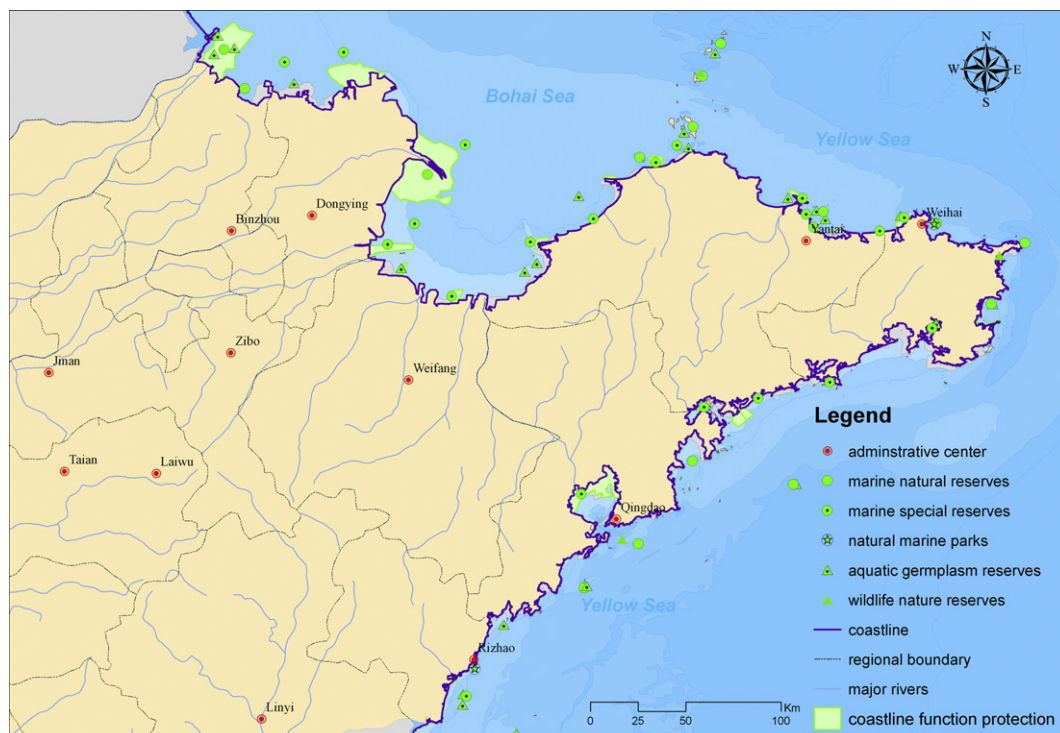 N
W E
S
Bohai Sea
Yellow Sea
Dongying
Binzhou
Weihai
Yantai
Zibo
Jinan
Weifang
Legend
Taian
Laiwu
adminstrative center
marine natural reserves
marine special reserves
Qingdao
natural marine parks
aquatic germplasm reserves
wildlife nature reserves
Yellow Sea
coastline
Rizhao
regional boundary
major rivers
Linyi
Km
0 25 50 100
coastline function protection